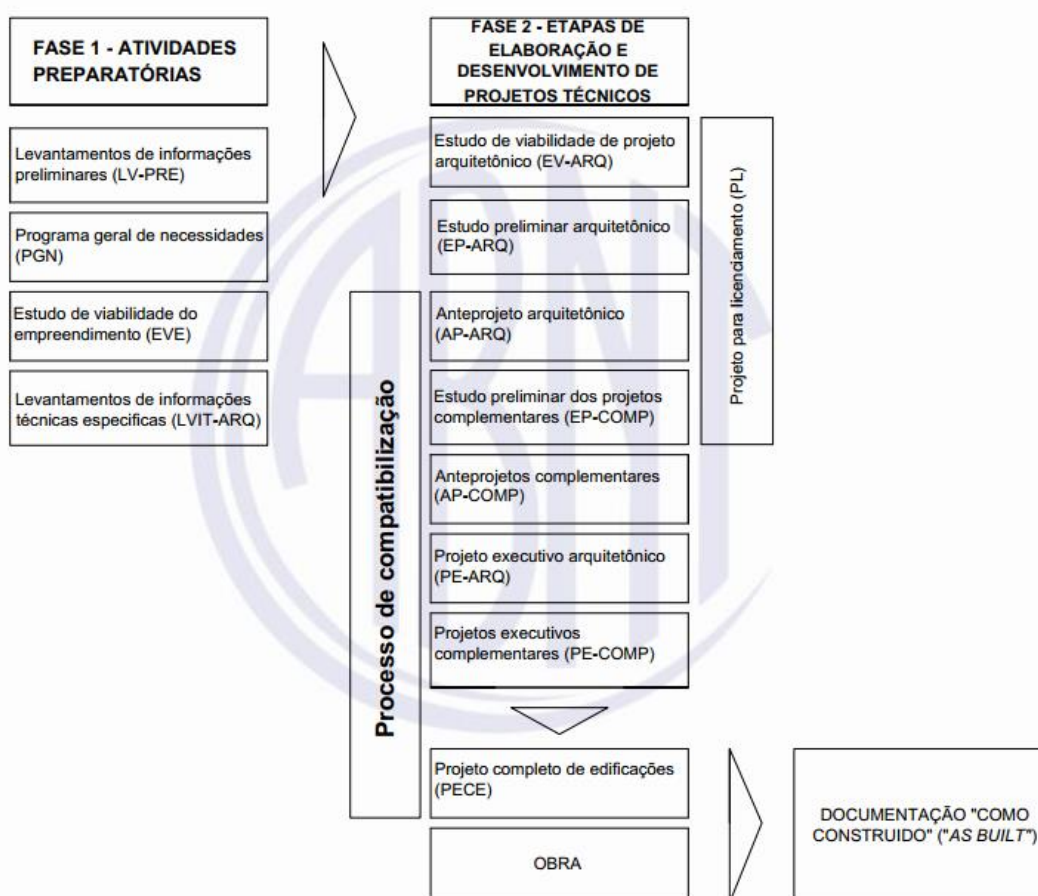 FASE 1 - ATIVIDADES
PREPARATÓRIAS
Levantamentos de informações
preliminares (LV-PRE)
Programa geral de necessidades
(PGN)
Estudo de viabilidade do
empreendimento (EVE)
Levantamentos de informações
técnicas especificas (LVIT-ARQ)
FASE 2 - ETAPAS DE
ELABORAÇÃO E
DESENVOLVIMENTO DE
PROJETOS TÉCNICOS
Estudo de viabilidade de projeto
arquitetônico (EV-ARQ)
Estudo preliminar arquitetônico
(EP-ARQ)
Anteprojeto arquitetônico
(AP-ARQ)
Estudo preliminar dos projetos
complementares (EP-COMP)
Anteprojetos complementares
(AP-COMP)
Projeto executivo arquitetônico
(PE-ARQ)
Projetos executivos
complementares (PE-COMP)
Projeto completo de edificações
(PECE)
OBRA
Processo de compatibilização
Projeto para licendiamento (PL)
DOCUMENTAÇÃO "COMO
CONSTRUIDO" ("AS BUILT")
ABNT